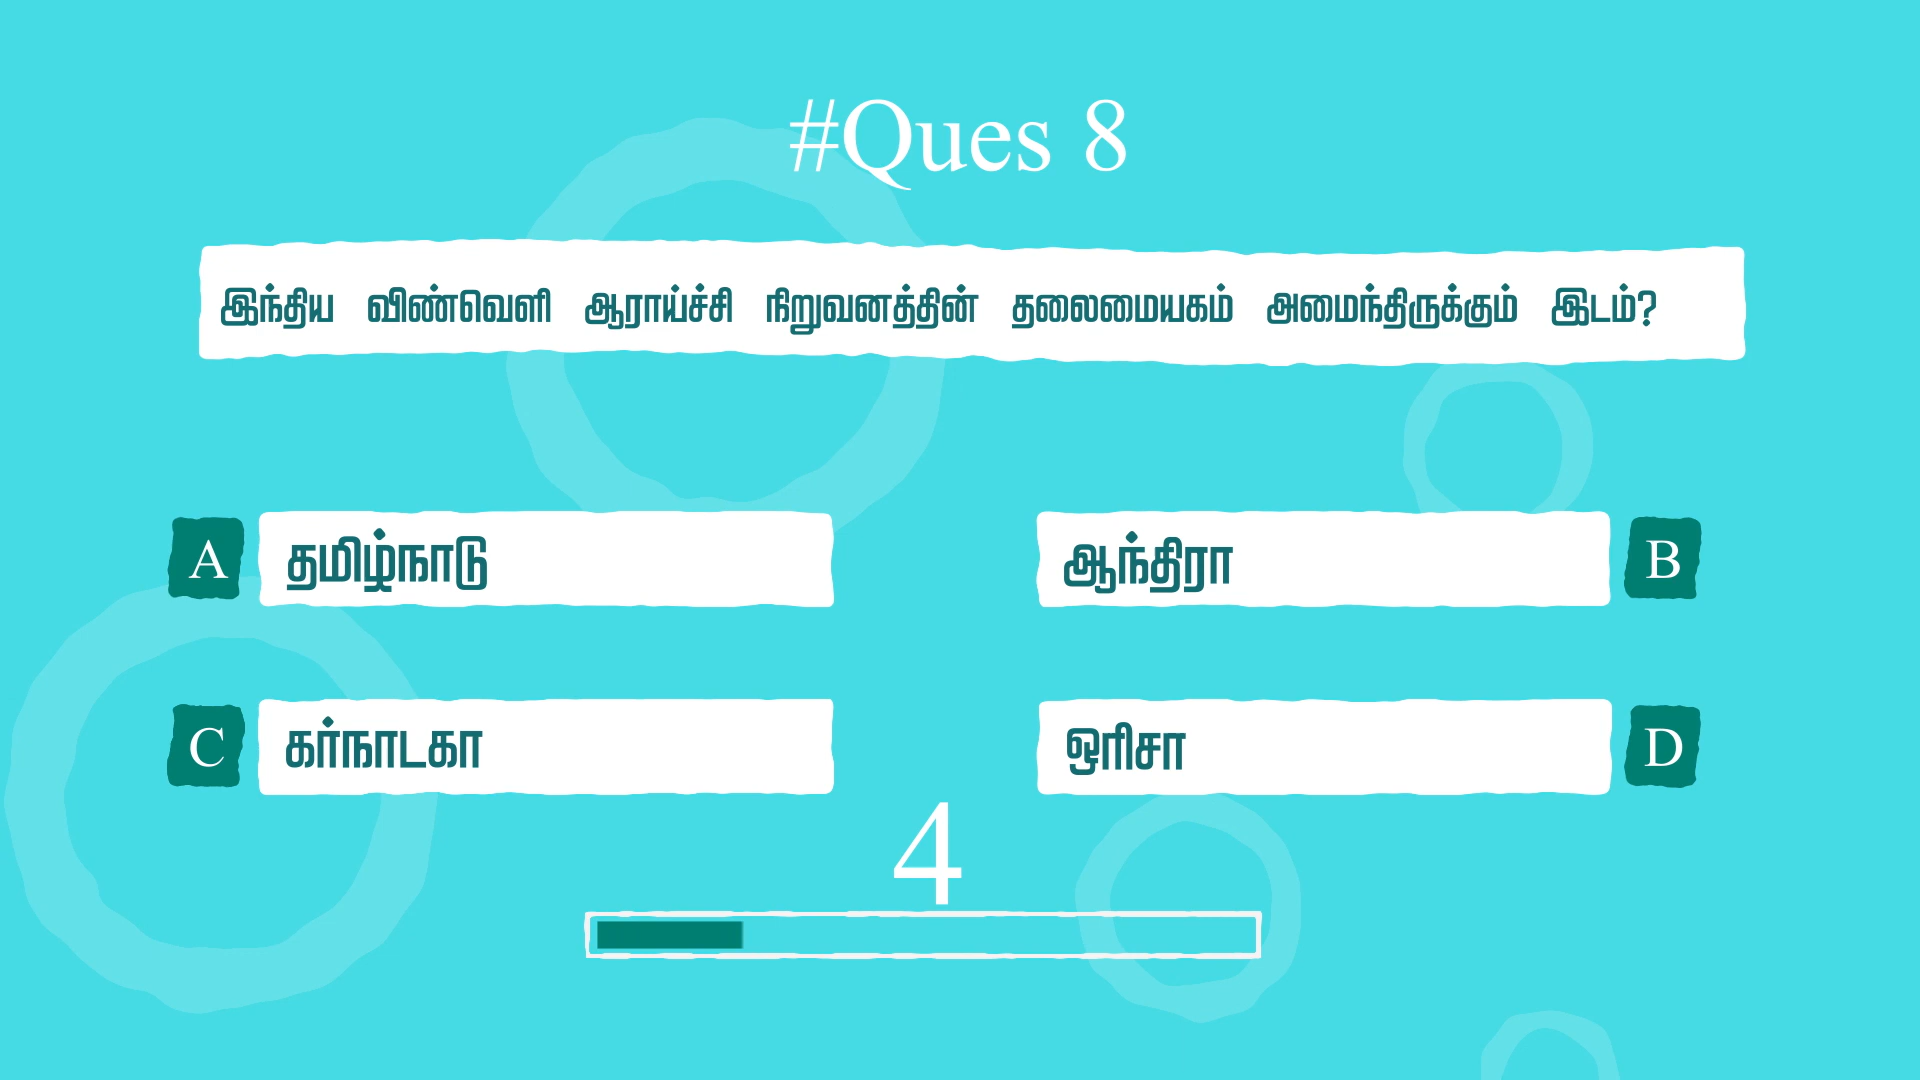 #Ques 8
இந்திய விண்வெளி ஆராய்ச்சி நிறுவனத்தின் தலைமையகம் அமைந்திருக்கும் இடம்?
A தமிழ்நாடு
ஆந்திரா B
C கர்நாடகா
ஒரிசா D
4